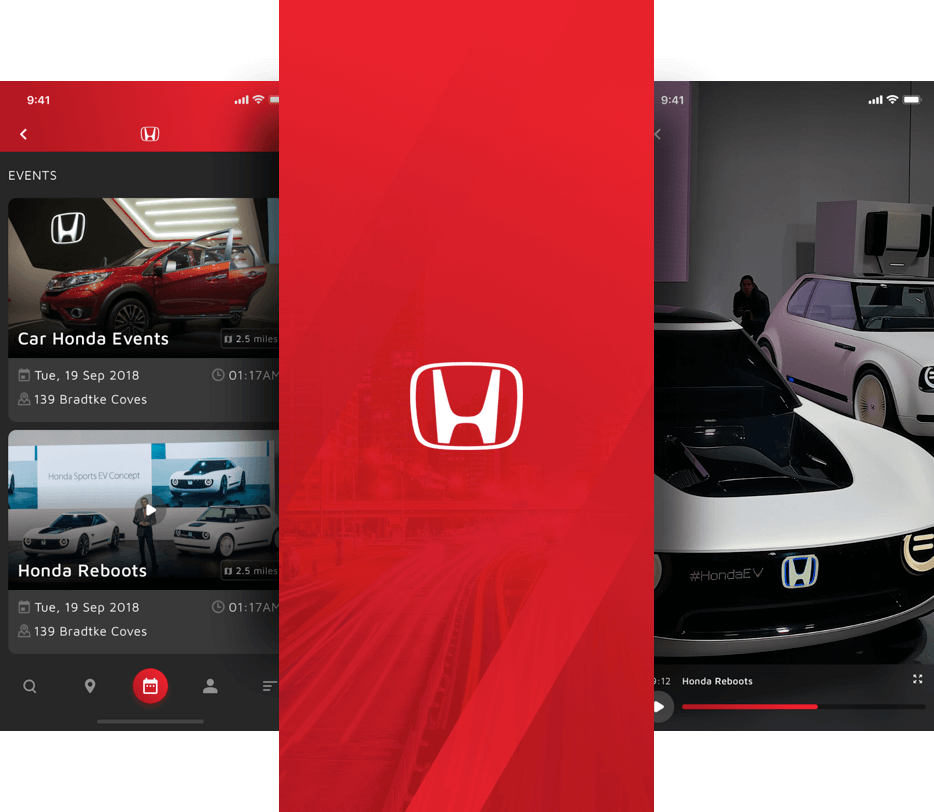 9:41
EVENTS
Car Honda Events
2.5 miles
Tue, 19 Sep 2018
01:17AM
139 Bradtke Coves
Honda Sports EV Concept
Honda Reboots
2.5 miles
Tue, 19 Sep 2018
01:17AM
139 Bradtke Coves
9:41
#HondaEV
9:12
Honda Reboots